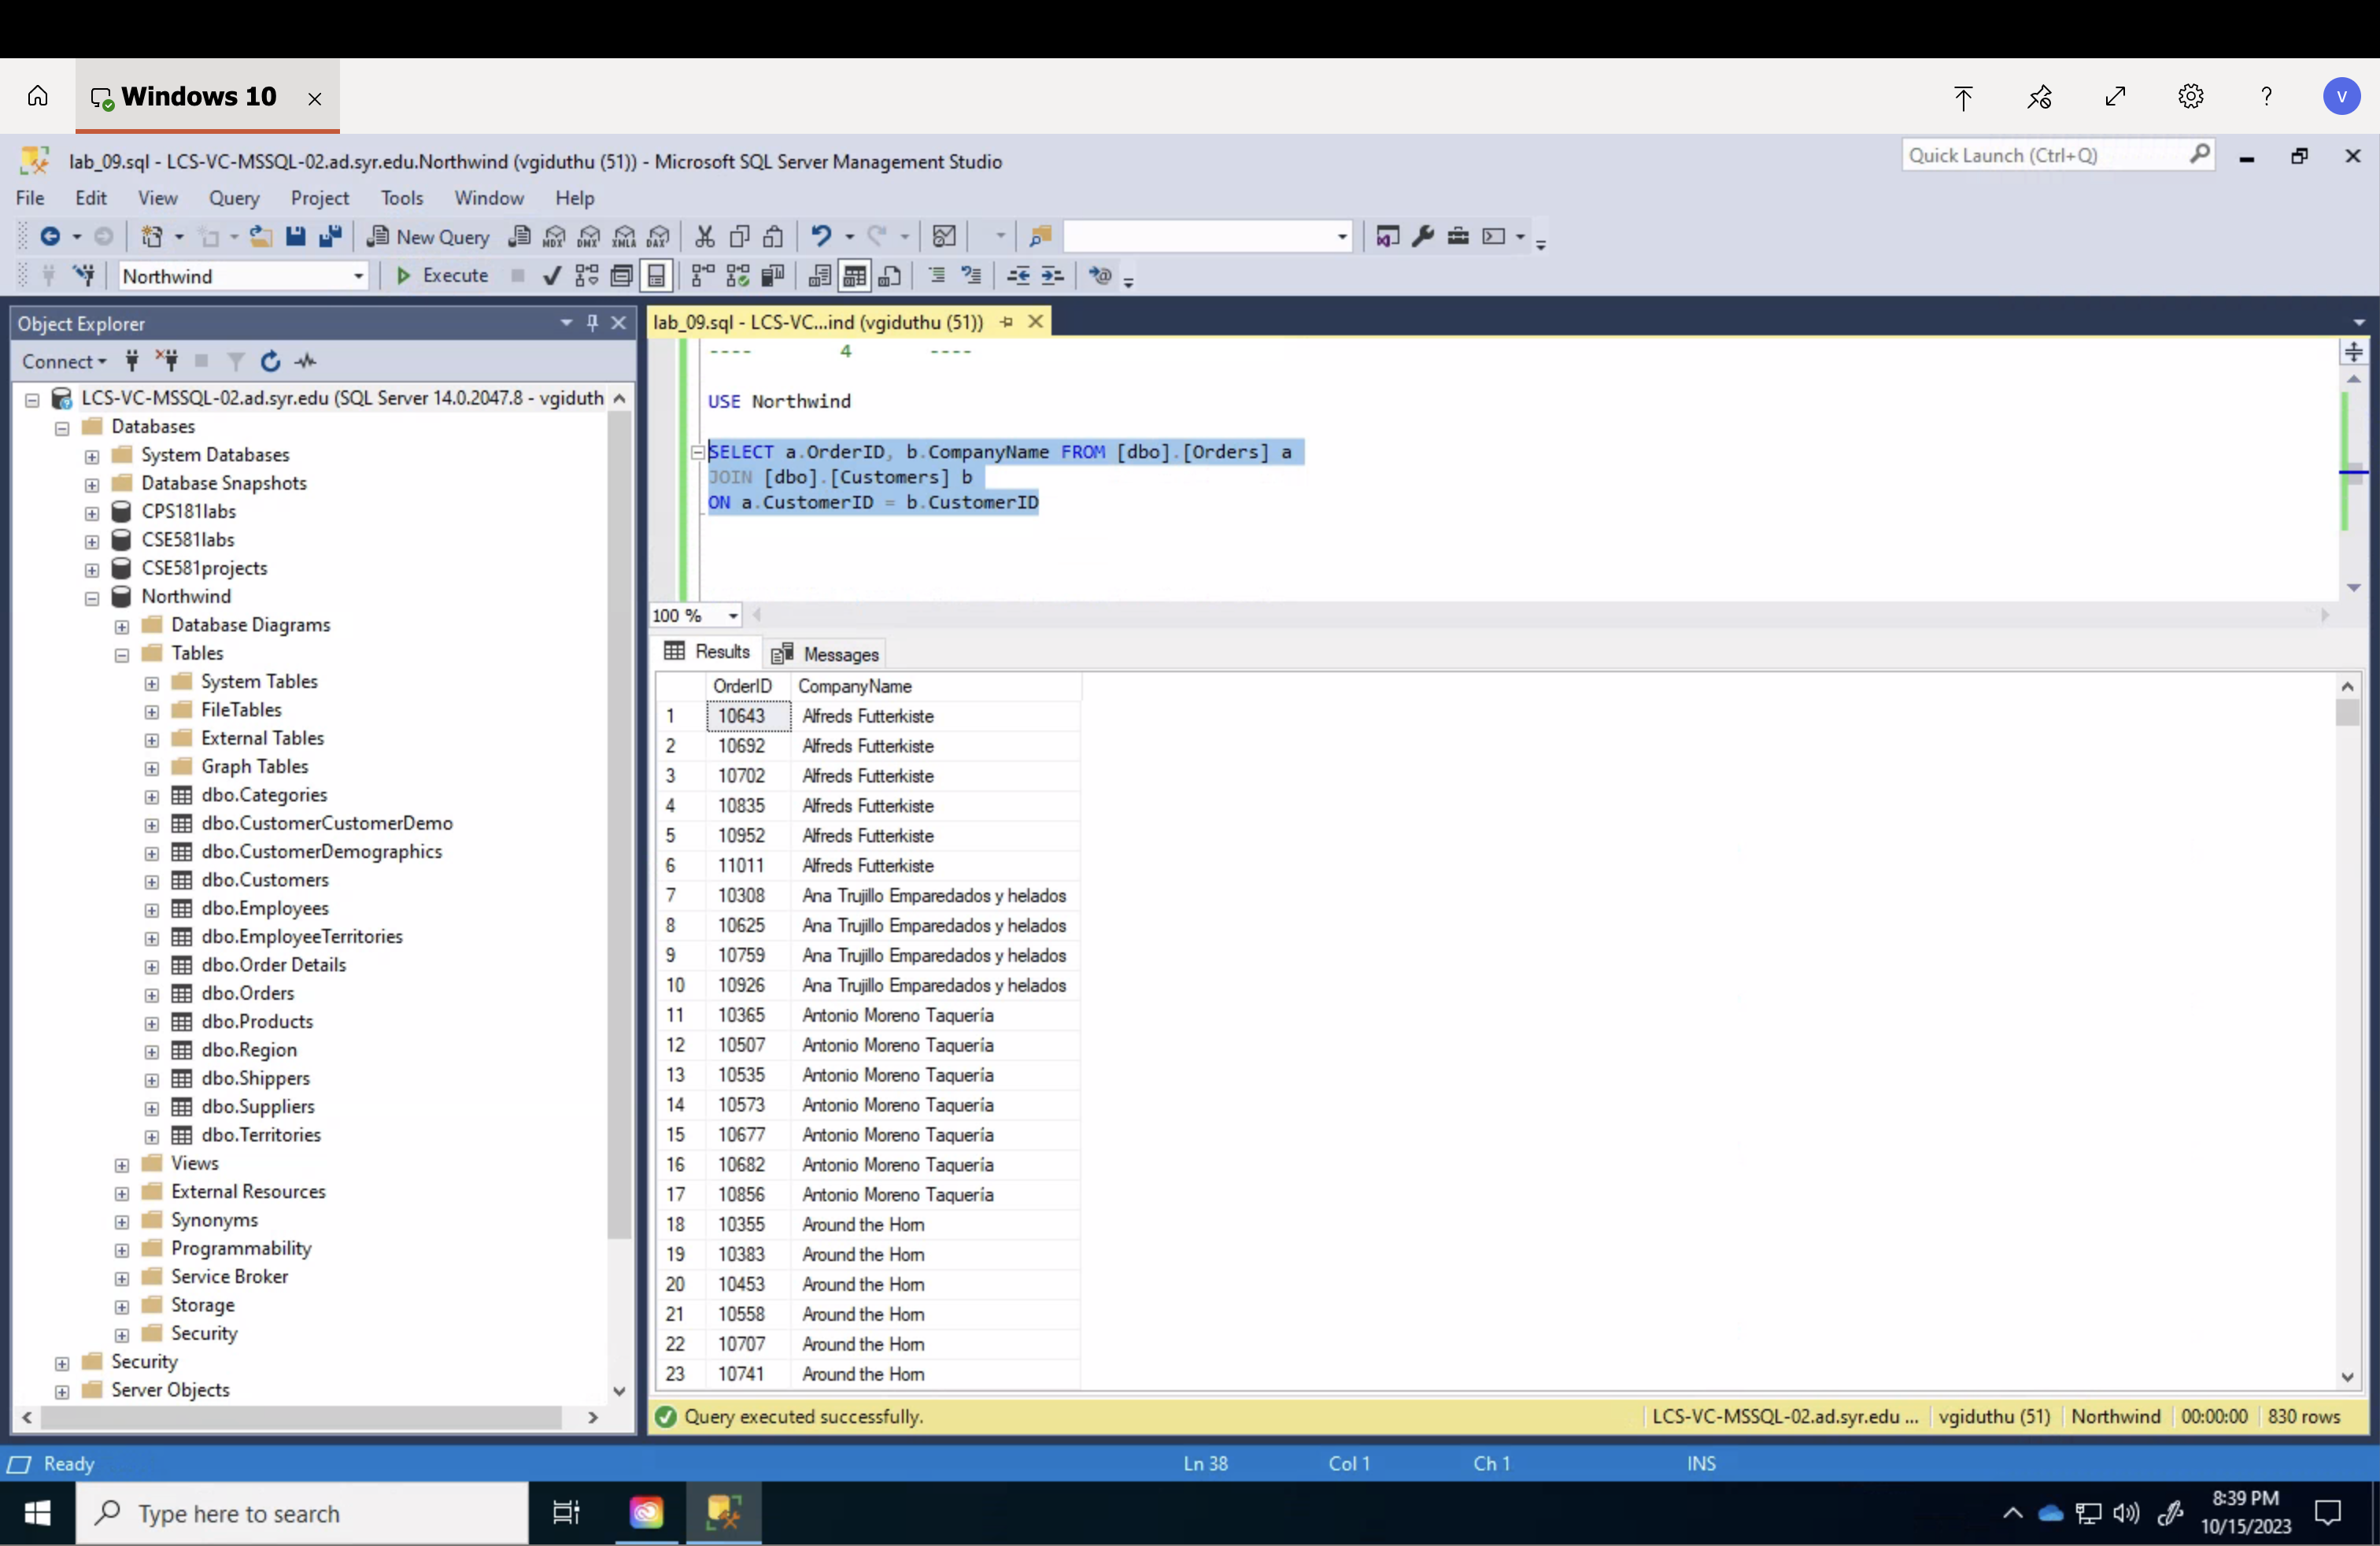 Windows 10
?
V
lab_09.sql - LCS-VC-MSSQL-02.ad.syr.edu.Northwind (vgiduthu (51)) - Microsoft SQL Server Management Studio
Quick Launch (Ctrl+Q)
File Edit View Query Project Tools Window Help
New Query MDX DMX XMLA DAX
Northwind Execute
Object Explorer
Connect
LCS-VC-MSSQL-02.ad.syr.edu (SQL Server 14.0.2047.8 - vgiduth
Databases
System Databases
Database Snapshots
CPS181labs
CSE581labs
CSE581projects
Northwind
Database Diagrams
Tables
System Tables
FileTables
External Tables
Graph Tables
dbo.Categories
dbo.CustomerCustomerDemo
dbo.CustomerDemographics
dbo.Customers
dbo.Employees
dbo.EmployeeTerritories
dbo.Order Details
dbo.Orders
dbo.Products
dbo.Region
dbo.Shippers
dbo.Suppliers
dbo.Territories
Views
External Resources
Synonyms
Programmability
Service Broker
Storage
Security
Security
Server Objects
lab_09.sql - LCS-VC...ind (vgiduthu (51))
---- 4 ----
USE Northwind
SELECT a.OrderID, b.CompanyName FROM [dbo].[Orders] a
JOIN [dbo].[Customers] b
ON a.CustomerID = b.CustomerID
100 %
Results Messages
OrderID CompanyName
1 10643 Alfreds Futterkiste
2 10692 Alfreds Futterkiste
3 10702 Alfreds Futterkiste
4 10835 Alfreds Futterkiste
5 10952 Alfreds Futterkiste
6 11011 Alfreds Futterkiste
7 10308 Ana Trujillo Emparedados y helados
8 10625 Ana Trujillo Emparedados y helados
9 10759 Ana Trujillo Emparedados y helados
10 10926 Ana Trujillo Emparedados y helados
11 10365 Antonio Moreno Taquería
12 10507 Antonio Moreno Taquería
13 10535 Antonio Moreno Taquería
14 10573 Antonio Moreno Taquería
15 10677 Antonio Moreno Taquería
16 10682 Antonio Moreno Taquería
17 10856 Antonio Moreno Taquería
18 10355 Around the Horn
19 10383 Around the Horn
20 10453 Around the Horn
21 10558 Around the Horn
22 10707 Around the Horn
23 10741 Around the Horn
Query executed successfully. LCS-VC-MSSQL-02.ad.syr.edu ... vgiduthu (51) Northwind 00:00:00 830 rows
Ready Ln 38 Col 1 Ch 1 INS
Type here to search
8:39 PM
10/15/2023